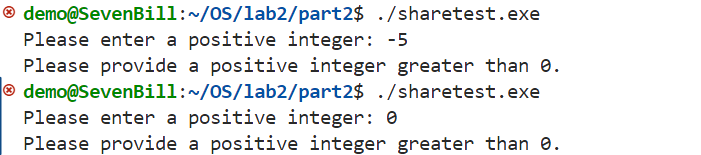 demo@SevenBill:~/OS/lab2/part2$ ./sharetest.exe
Please enter a positive integer: -5
Please provide a positive integer greater than 0.
demo@SevenBill:~/OS/lab2/part2$ ./sharetest.exe
Please enter a positive integer: 0
Please provide a positive integer greater than 0.